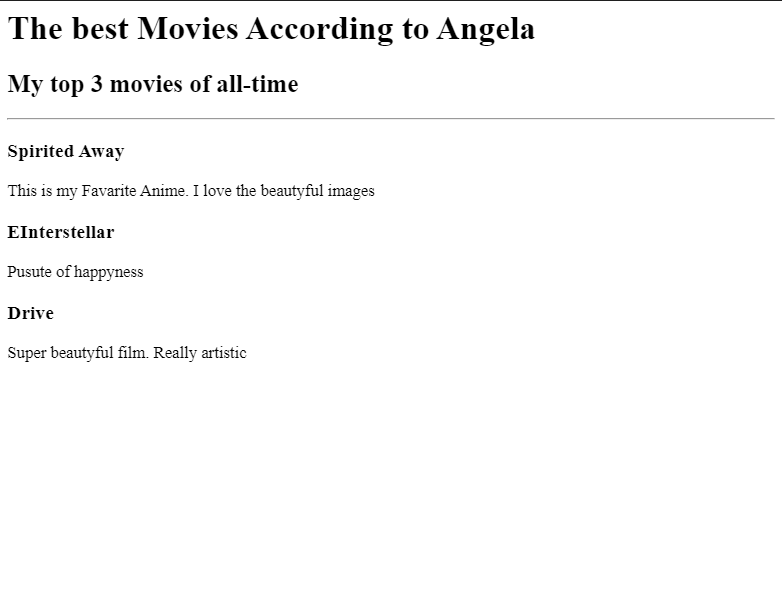 The best Movies According to Angela
My top 3 movies of all-time
Spirited Away
This is my Favarite Anime. I love the beautyful images
EInterstellar
Pusute of happyness
Drive
Super beautyful film. Really artistic